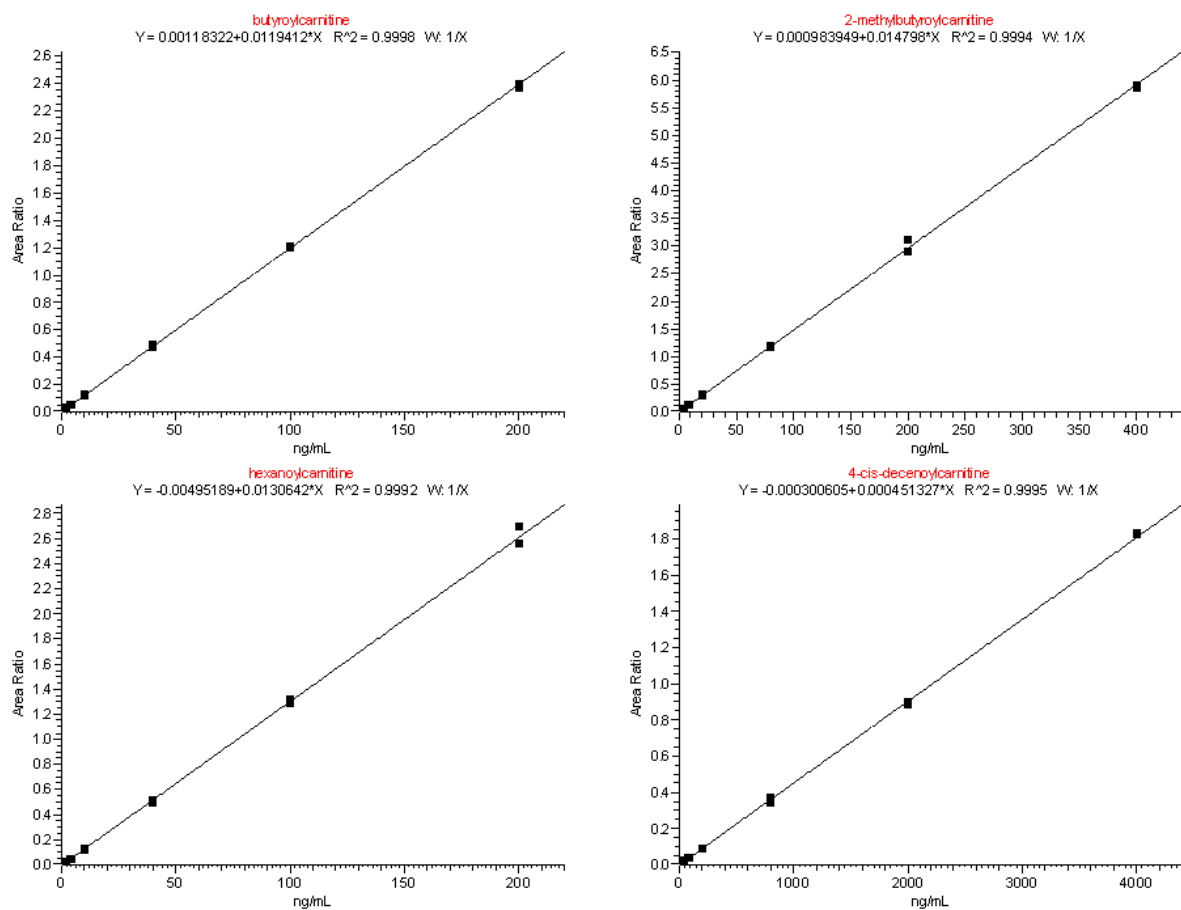 butyroylcarnitine
Y = 0.00118322+0.0119412*X R^2 = 0.9998 W: 1/X
2.6
2.4
2.2
2.0
1.8
1.6
1.4
1.2
1.0
0.8
0.6
0.4
0.2
0.0
Area Ratio
0 50 100 150 200
ng/mL
2-methylbutyroylcarnitine
Y = 0.000983949+0.014798*X R^2 = 0.9994 W: 1/X
6.5
6.0
5.5
5.0
4.5
4.0
3.5
3.0
2.5
2.0
1.5
1.0
0.5
0.0
Area Ratio
0 50 100 150 200 250 300 350 400
ng/mL
hexanoylcarnitine
Y = -0.00495189+0.0130642*X R^2 = 0.9992 W: 1/X
2.8
2.6
2.4
2.2
2.0
1.8
1.6
1.4
1.2
1.0
0.8
0.6
0.4
0.2
0.0
Area Ratio
0 50 100 150 200
ng/mL
4-cis-decenoylcarnitine
Y = -0.000300605+0.000451327*X R^2 = 0.9995 W: 1/X
1.8
1.6
1.4
1.2
1.0
0.8
0.6
0.4
0.2
0.0
Area Ratio
0 1000 2000 3000 4000
ng/mL